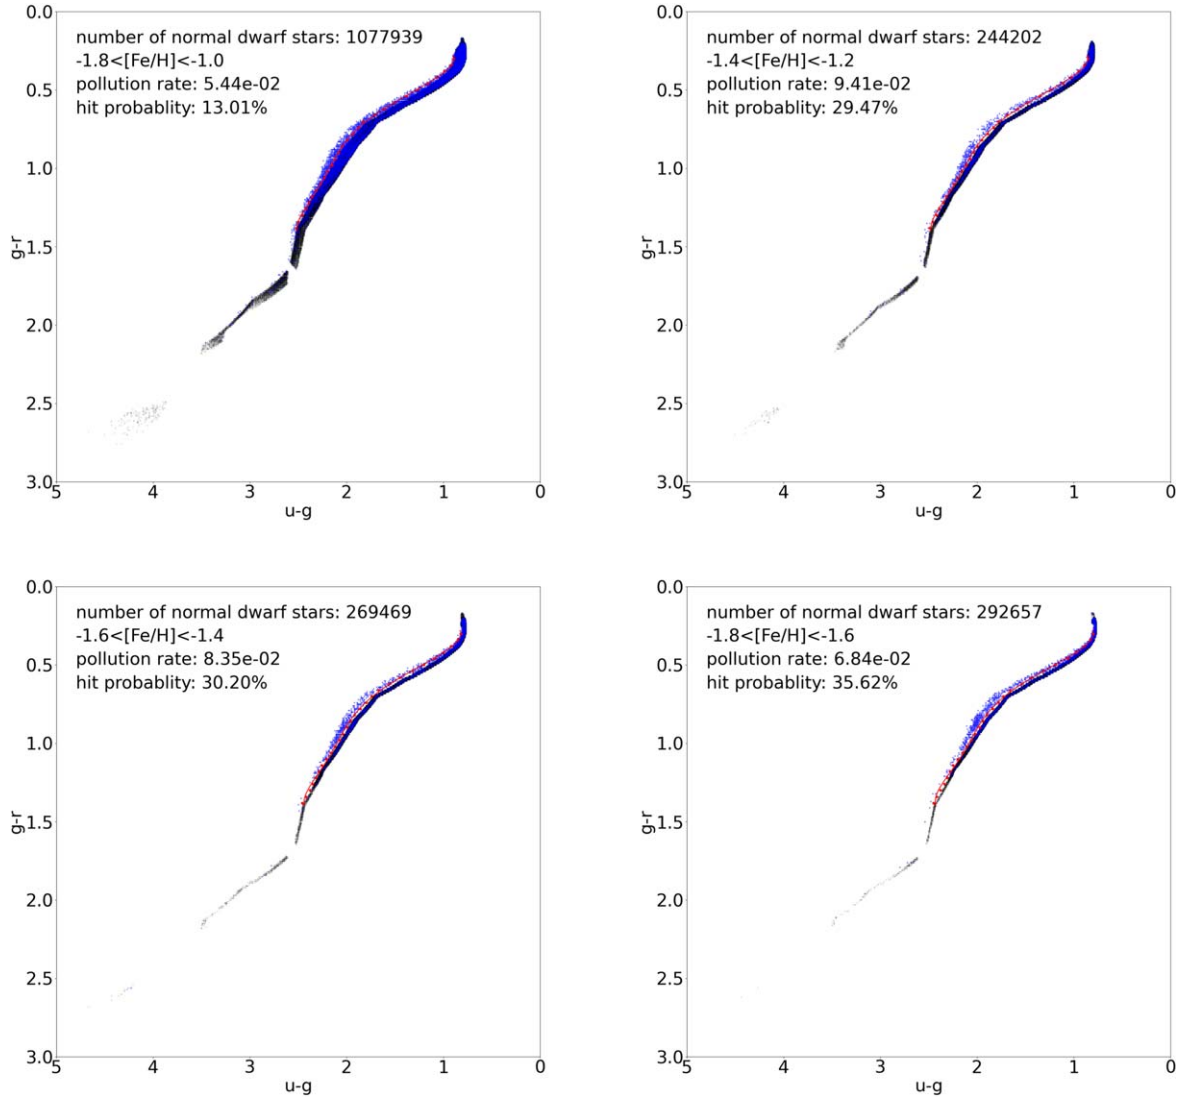 0.0
number of normal dwarf stars: 1077939
-1.8<[Fe/H]<-1.0
pollution rate: 5.44e-02
hit probablity: 13.01%
0.5
1.0
g-r
1.5
2.0
2.5
3.0
5
4
3
2
1
0
u-g
0.0
number of normal dwarf stars: 244202
-1.4<[Fe/H]<-1.2
pollution rate: 9.41e-02
hit probablity: 29.47%
0.5
1.0
g-r
1.5
2.0
2.5
3.0
5
4
3
2
1
0
u-g
0.0
number of normal dwarf stars: 269469
-1.6<[Fe/H]<-1.4
pollution rate: 8.35e-02
hit probablity: 30.20%
0.5
1.0
g-r
1.5
2.0
2.5
3.0
5
4
3
2
1
0
u-g
0.0
number of normal dwarf stars: 292657
-1.8<[Fe/H]<-1.6
pollution rate: 6.84e-02
hit probablity: 35.62%
0.5
1.0
g-r
1.5
2.0
2.5
3.0
5
4
3
2
1
0
u-g